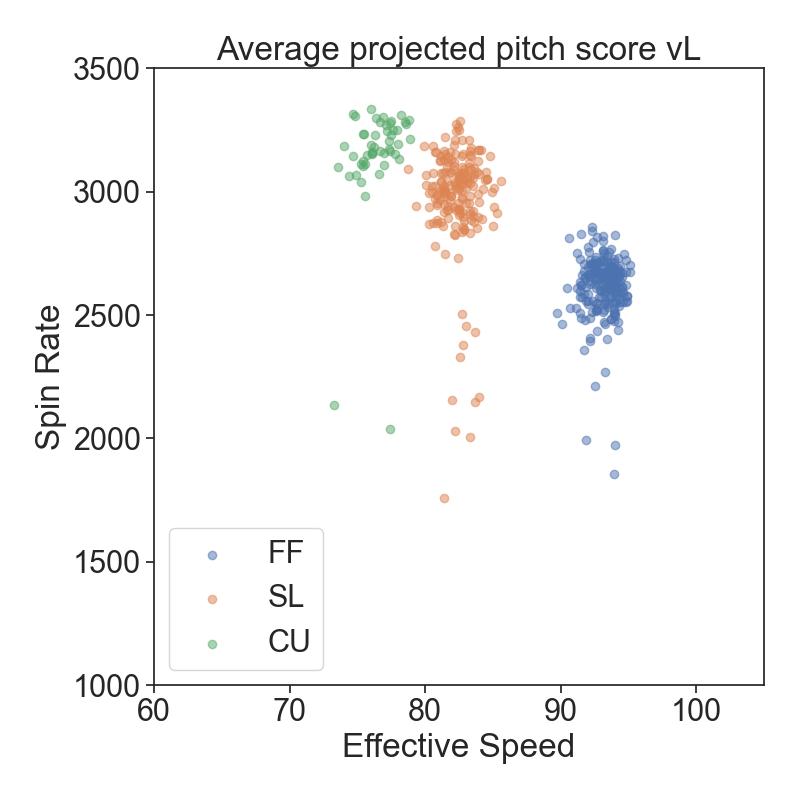 Average projected pitch score vL
3500
3000
2500
2000
1500
1000
Spin Rate
FF
SL
CU
60 70 80 90 100
Effective Speed